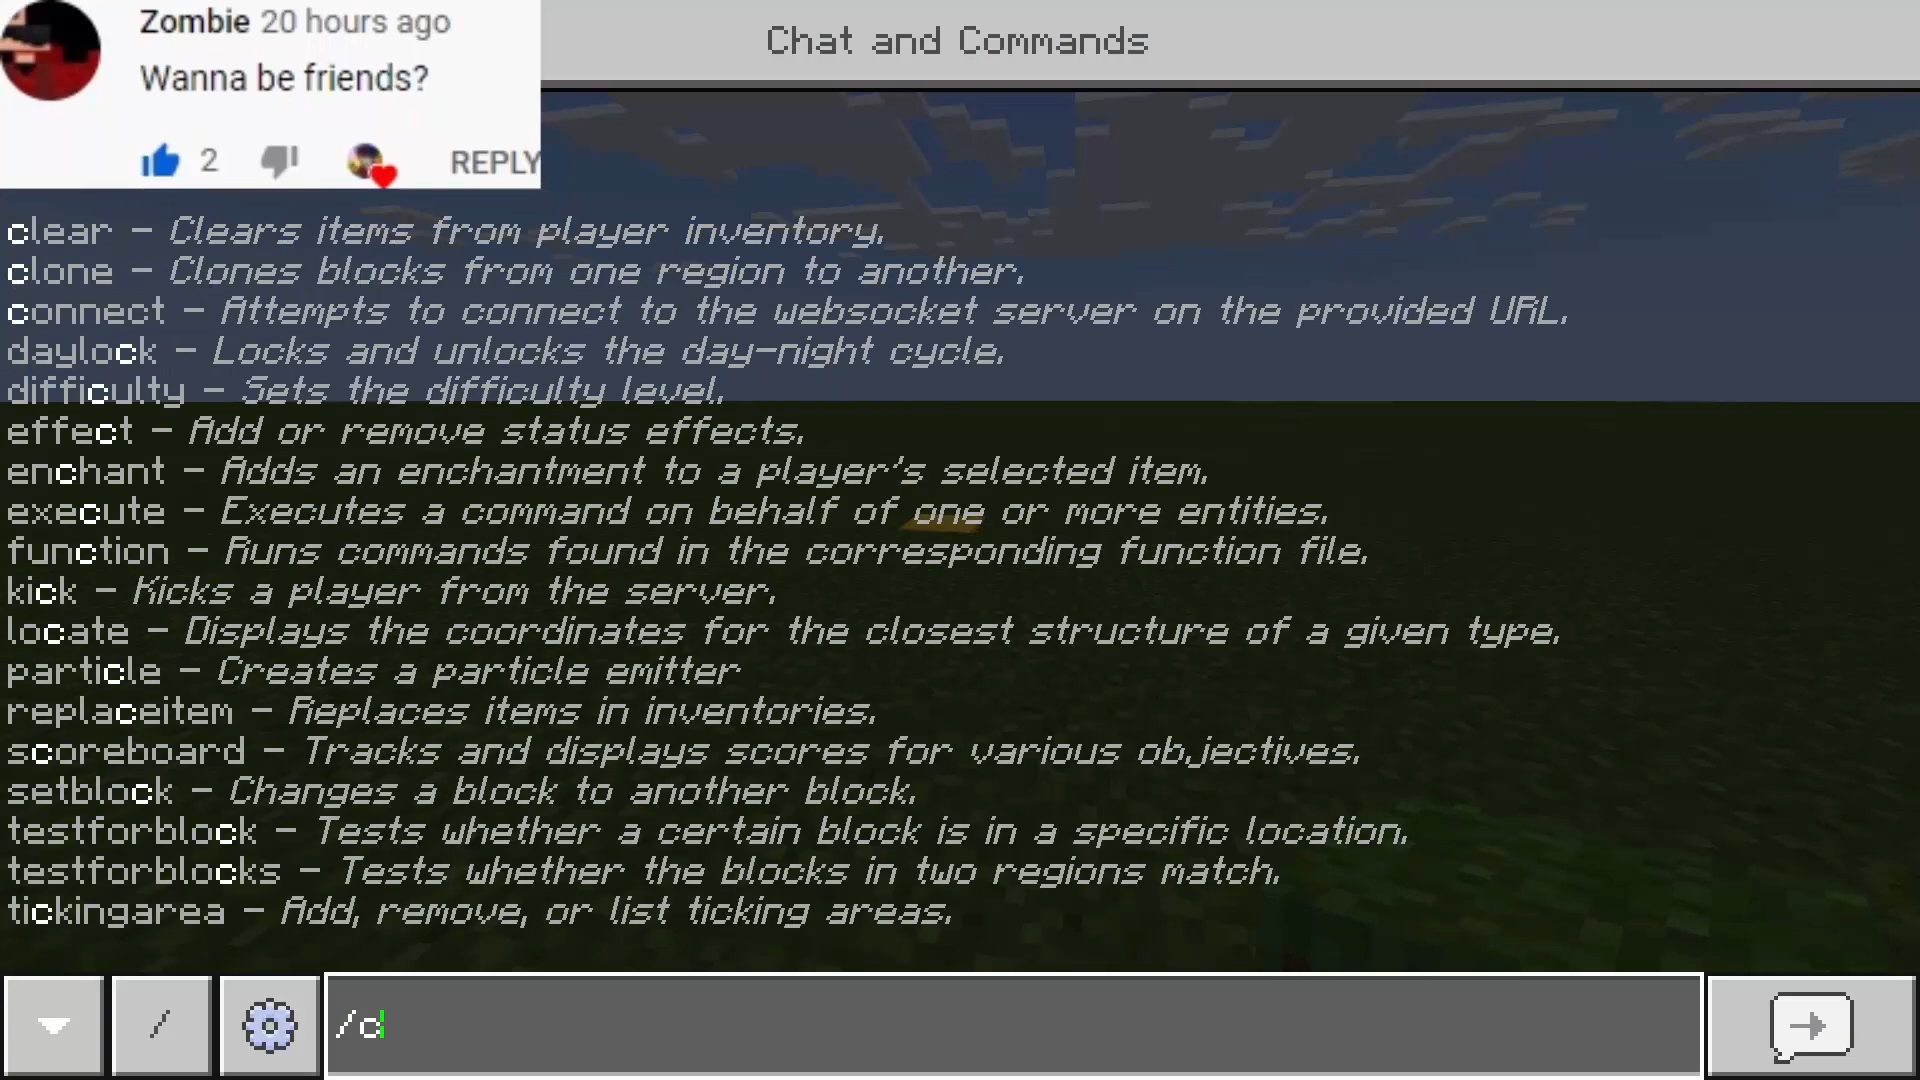 Zombie 20 hours ago
Wanna be friends?
2 REPLY
Chat and Commands
clear - Clears items from player inventory.
clone - Clones blocks from one region to another.
connect - Attempts to connect to the websocket server on the provided URL.
daylock - Locks and unlocks the day-night cycle.
difficulty - Sets the difficulty level.
effect - Add or remove status effects.
enchant - Adds an enchantment to a player's selected item.
execute - Executes a command on behalf of one or more entities.
function - Runs commands found in the corresponding function file.
kick - Kicks a player from the server.
locate - Displays the coordinates for the closest structure of a given type.
particle - Creates a particle emitter
replaceitem - Replaces items in inventories.
scoreboard - Tracks and displays scores for various objectives.
setblock - Changes a block to another block.
testforblock - Tests whether a certain block is in a specific location.
testforblocks - Tests whether the blocks in two regions match.
tickingarea - Add, remove, or list ticking areas.
/ /c